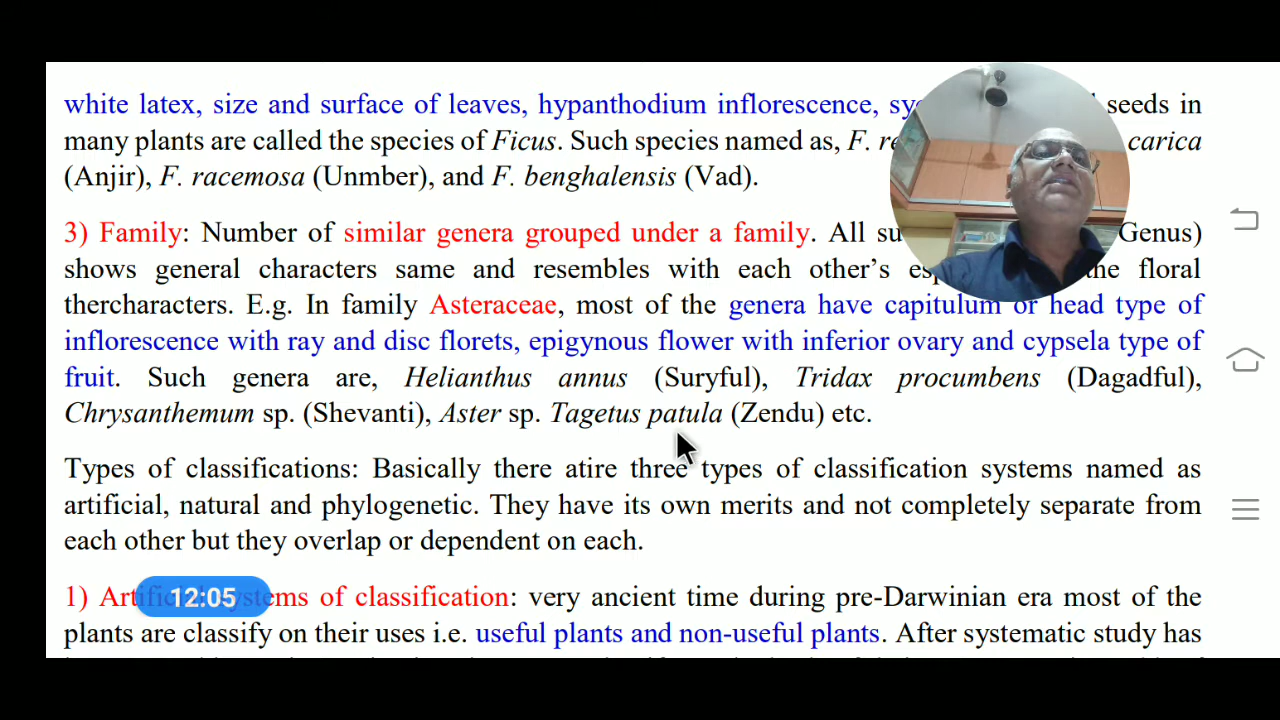 white latex, size and surface of leaves, hypanthodium inflorescence, seeds in
many plants are called the species of Ficus. Such species named as, F. carica
(Anjir), F. racemosa (Unmber), and F. benghalensis (Vad).
3) Family: Number of similar genera grouped under a family. All Genus)
shows general characters same and resembles with each other’s the floral
thercharacters. E.g. In family Asteraceae, most of the genera have capitulum or head type of
inflorescence with ray and disc florets, epigynous flower with inferior ovary and cypsela type of
fruit. Such genera are, Helianthus annus (Suryful), Tridax procumbens (Dagadful),
Chrysanthemum sp. (Shevanti), Aster sp. Tagetus patula (Zendu) etc.
Types of classifications: Basically there atire three types of classification systems named as
artificial, natural and phylogenetic. They have its own merits and not completely separate from
each other but they overlap or dependent on each.
1) Artificial systems of classification: very ancient time during pre-Darwinian era most of the
12:05
plants are classify on their uses i.e. useful plants and non-useful plants. After systematic study has